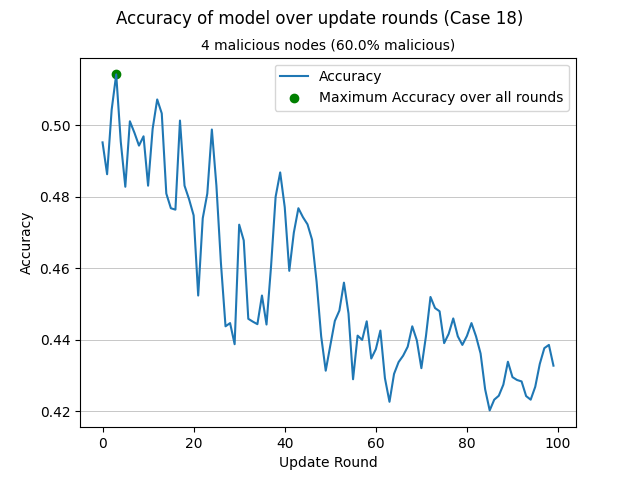 Accuracy of model over update rounds (Case 18)
4 malicious nodes (60.0% malicious)
Accuracy
Maximum Accuracy over all rounds
0.50
0.48
0.46
0.44
0.42
Accuracy
0 20 40 60 80 100
Update Round